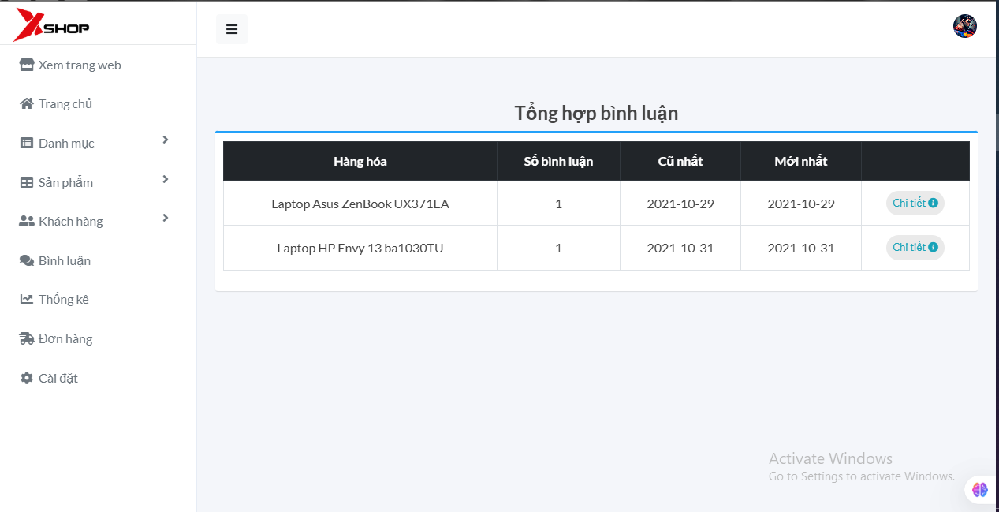 XSHOP
Xem trang web
Trang chủ
Danh mục
Sản phẩm
Khách hàng
Bình luận
Thống kê
Đơn hàng
Cài đặt
Tổng hợp bình luận
Hàng hóa Số bình luận Cũ nhất Mới nhất
Laptop Asus ZenBook UX371EA 1 2021-10-29 2021-10-29 Chi tiết
Laptop HP Envy 13 ba1030TU 1 2021-10-31 2021-10-31 Chi tiết
Activate Windows
Go to Settings to activate Windows.